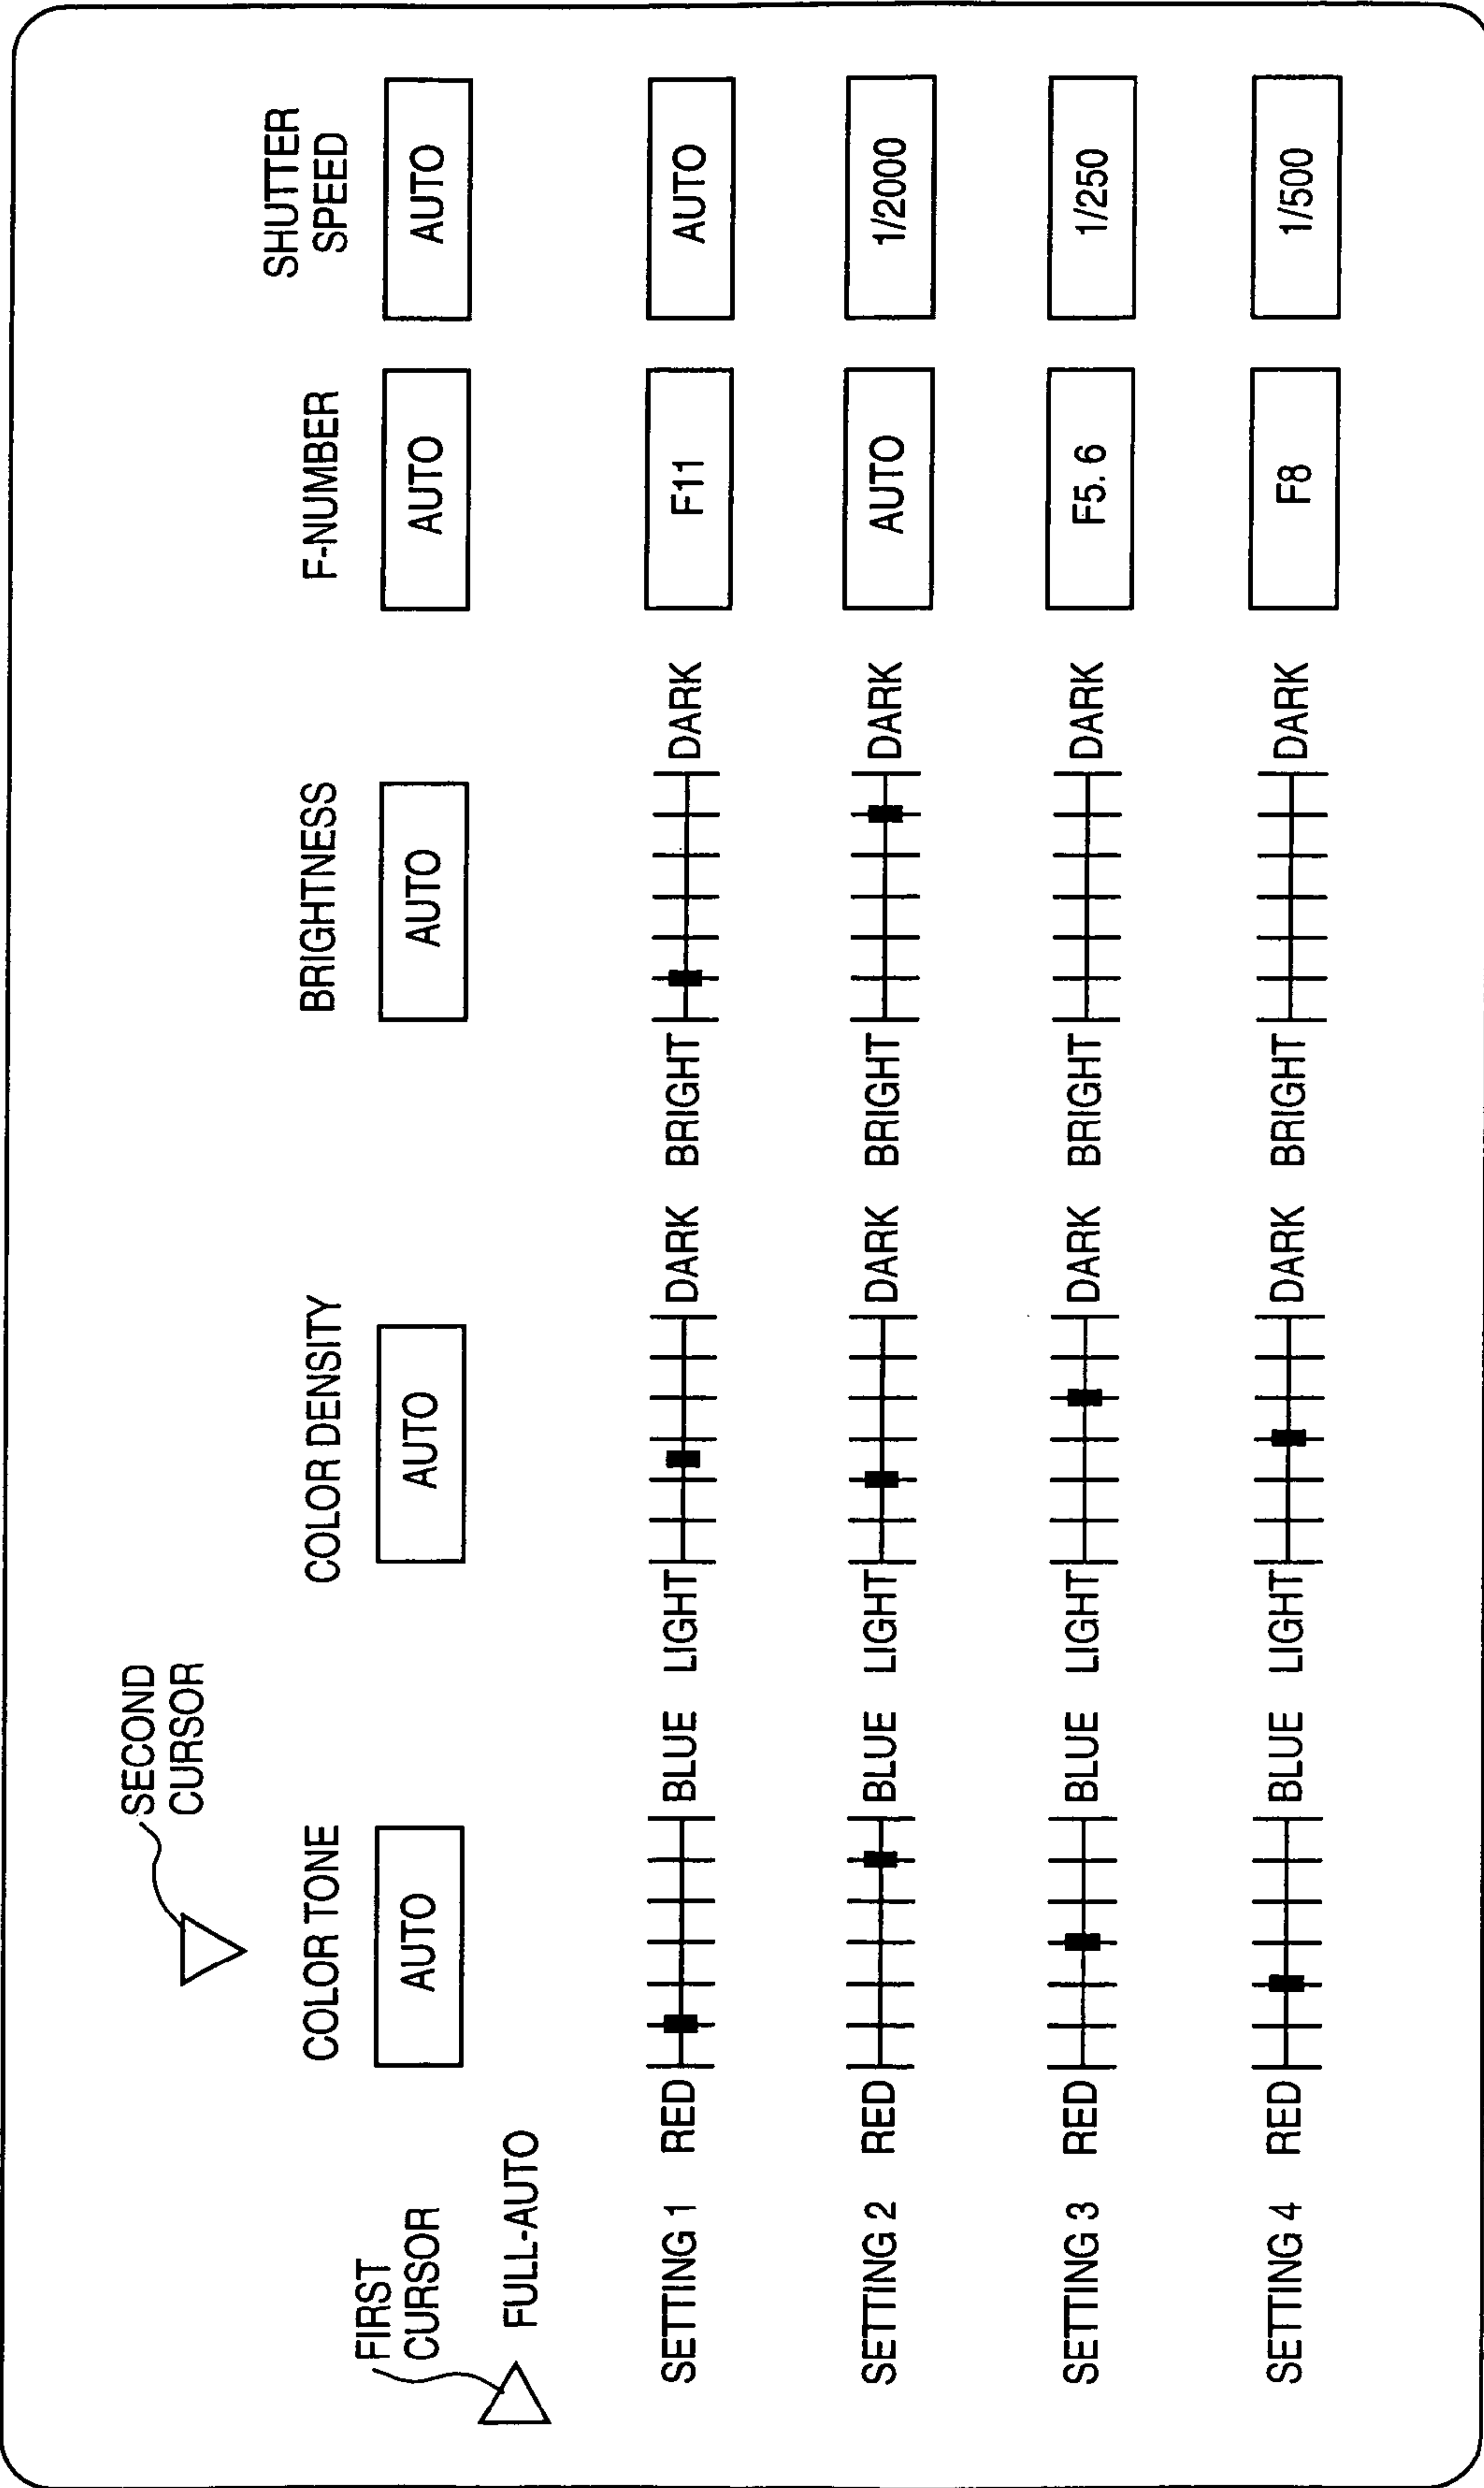 SECOND
CURSOR
FIRST
CURSOR
COLOR TONE
COLOR DENSITY
BRIGHTNESS
F-NUMBER
SHUTTER
SPEED
AUTO
AUTO
AUTO
AUTO
AUTO
FULL-AUTO
SETTING 1 RED BLUE LIGHT DARK BRIGHT DARK F11 AUTO
SETTING 2 RED BLUE LIGHT DARK BRIGHT DARK AUTO 1/2000
SETTING 3 RED BLUE LIGHT DARK BRIGHT DARK F5. 6 1/250
SETTING 4 RED BLUE LIGHT DARK BRIGHT DARK F8 1/500